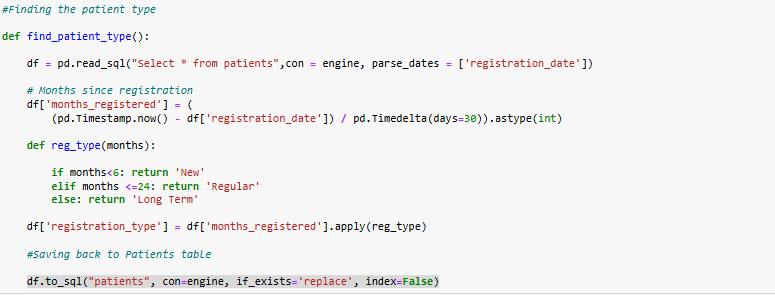 #Finding the patient type
def find_patient_type():
df = pd.read_sql("Select * from patients",con = engine, parse_dates = ['registration_date'])
# Months since registration
df['months_registered'] = (
(pd.Timestamp.now() - df['registration_date']) / pd.Timedelta(days=30)).astype(int)
def reg_type(months):
if months<6: return 'New'
elif months <=24: return 'Regular'
else: return 'Long Term'
df['registration_type'] = df['months_registered'].apply(reg_type)
#Saving back to Patients table
df.to_sql("patients", con=engine, if_exists='replace', index=False)